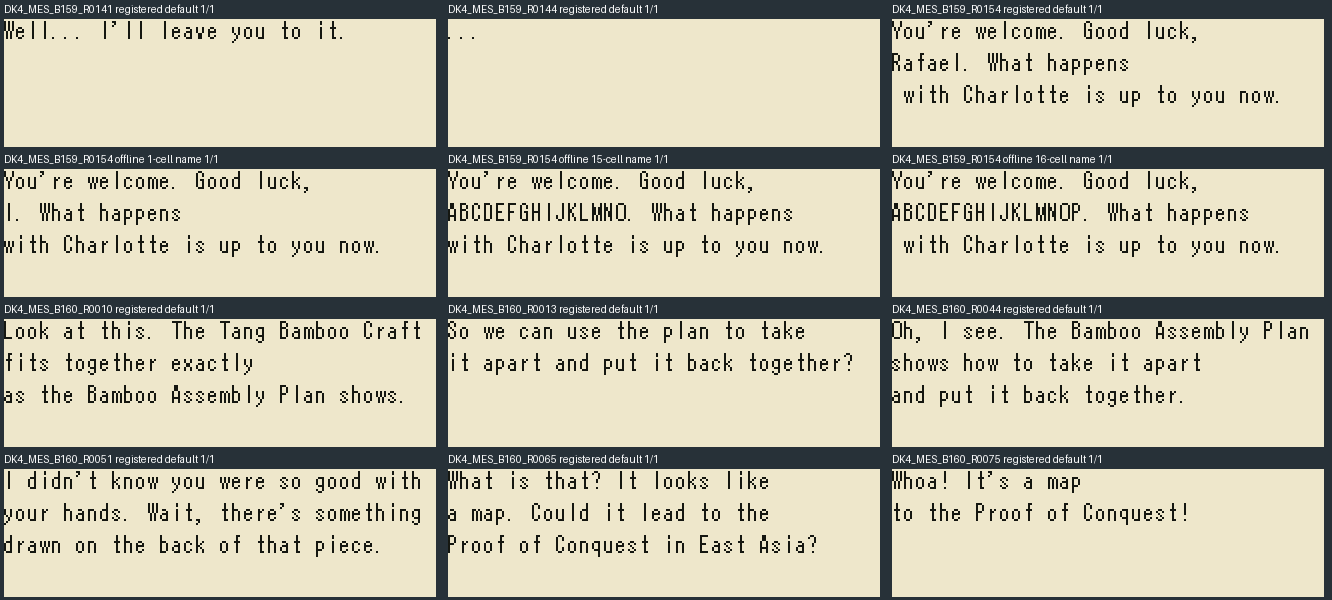 DK4_MES_B159_R0141 registered default 1/1
Well... I'll leave you to it.
DK4_MES_B159_R0144 registered default 1/1
...
DK4_MES_B159_R0154 registered default 1/1
You're welcome. Good luck,
Rafael. What happens
with Charlotte is up to you now.
DK4_MES_B159_R0154 offline 1-cell name 1/1
You're welcome. Good luck,
I. What happens
with Charlotte is up to you now.
DK4_MES_B159_R0154 offline 15-cell name 1/1
You're welcome. Good luck,
ABCDEFGHIJKLMNO. What happens
with Charlotte is up to you now.
DK4_MES_B159_R0154 offline 16-cell name 1/1
You're welcome. Good luck,
ABCDEFGHIJKLMNOP. What happens
with Charlotte is up to you now.
DK4_MES_B160_R0010 registered default 1/1
Look at this. The Tang Bamboo Craft
fits together exactly
as the Bamboo Assembly Plan shows.
DK4_MES_B160_R0013 registered default 1/1
So we can use the plan to take
it apart and put it back together?
DK4_MES_B160_R0044 registered default 1/1
Oh, I see. The Bamboo Assembly Plan
shows how to take it apart
and put it back together.
DK4_MES_B160_R0051 registered default 1/1
I didn't know you were so good with
your hands. Wait, there's something
drawn on the back of that piece.
DK4_MES_B160_R0065 registered default 1/1
What is that? It looks like
a map. Could it lead to the
Proof of Conquest in East Asia?
DK4_MES_B160_R0075 registered default 1/1
Whoa! It's a map
to the Proof of Conquest!